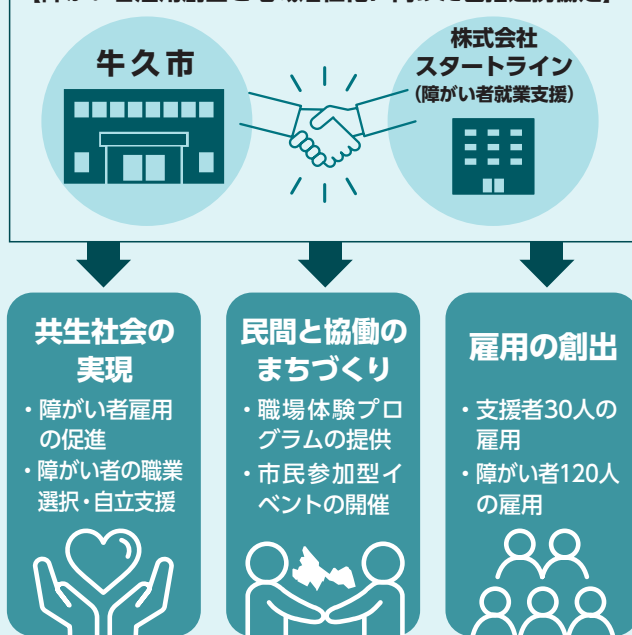 牛久市
株式会社
スタートライン
(障がい者就業支援)
共生社会の
実現
・障がい者雇用
の促進
・障がい者の職業
選択・自立支援
民間と協働の
まちづくり
・職場体験プロ
グラムの提供
・市民参加型イ
ベントの開催
雇用の創出
・支援者30人の
雇用
・障がい者120人
の雇用